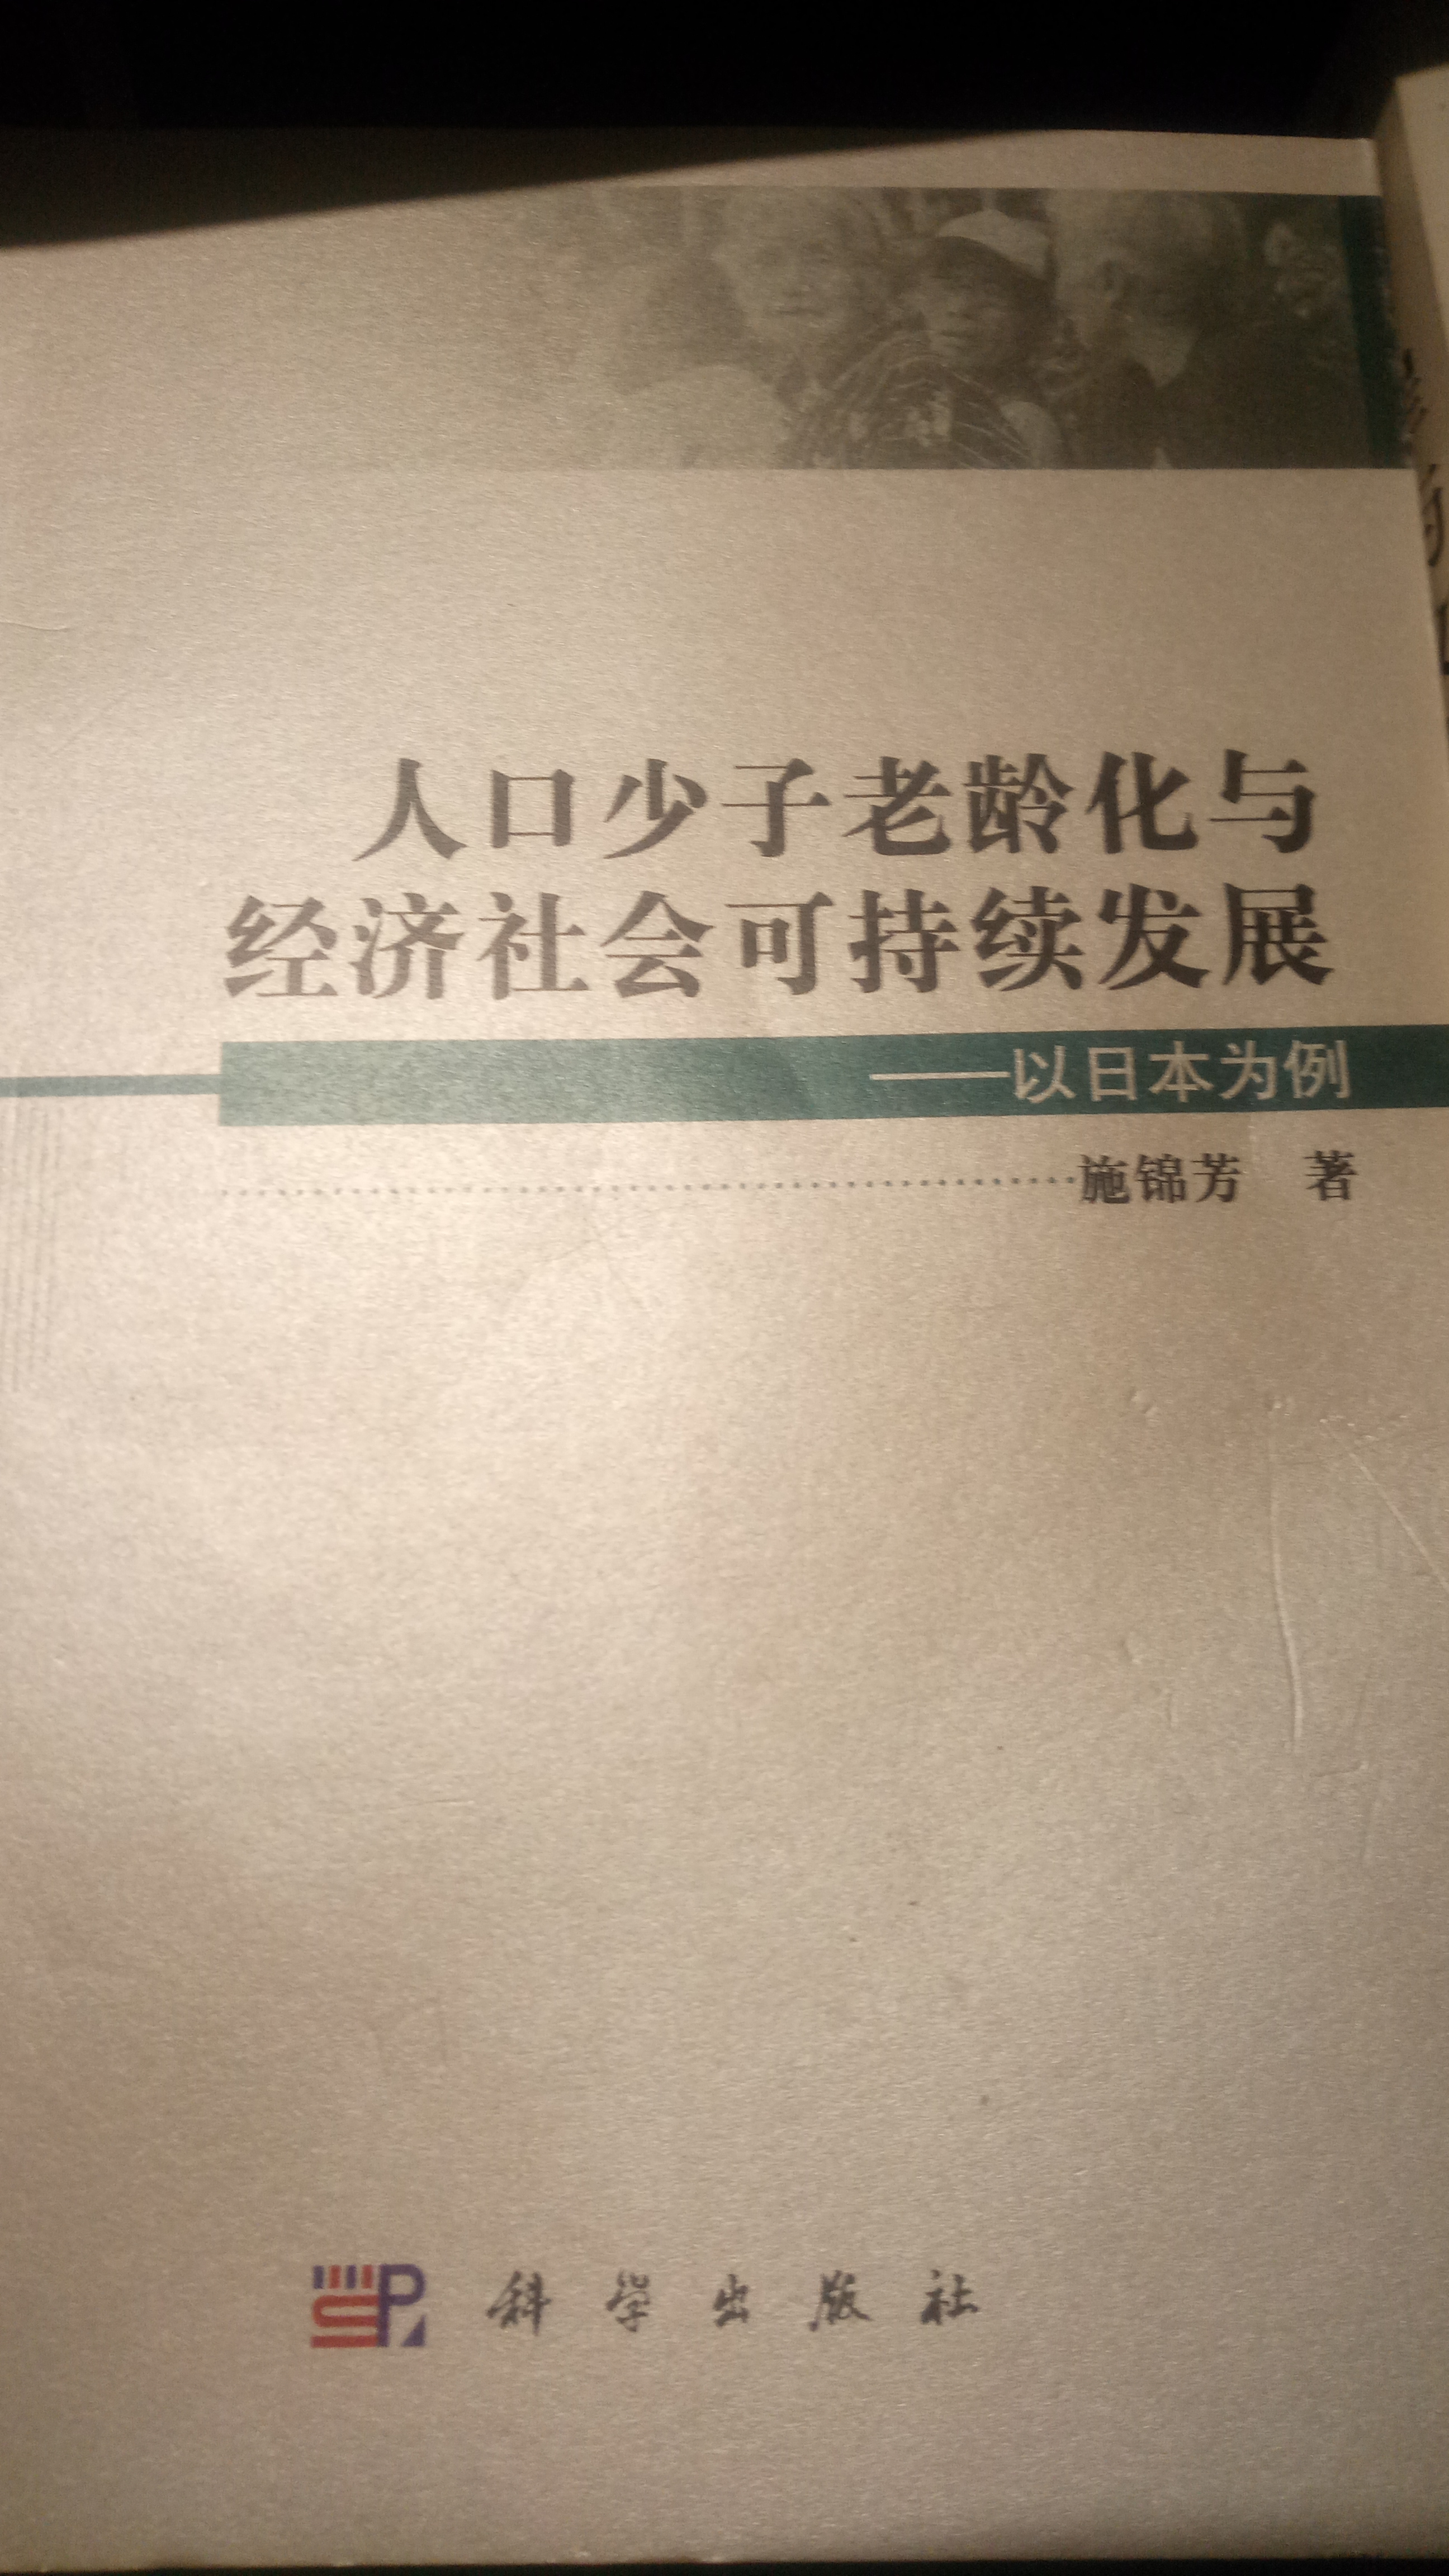 人口少子老龄化与
经济社会可持续发展
——以日本为例
施锦芳 著
科学出版社